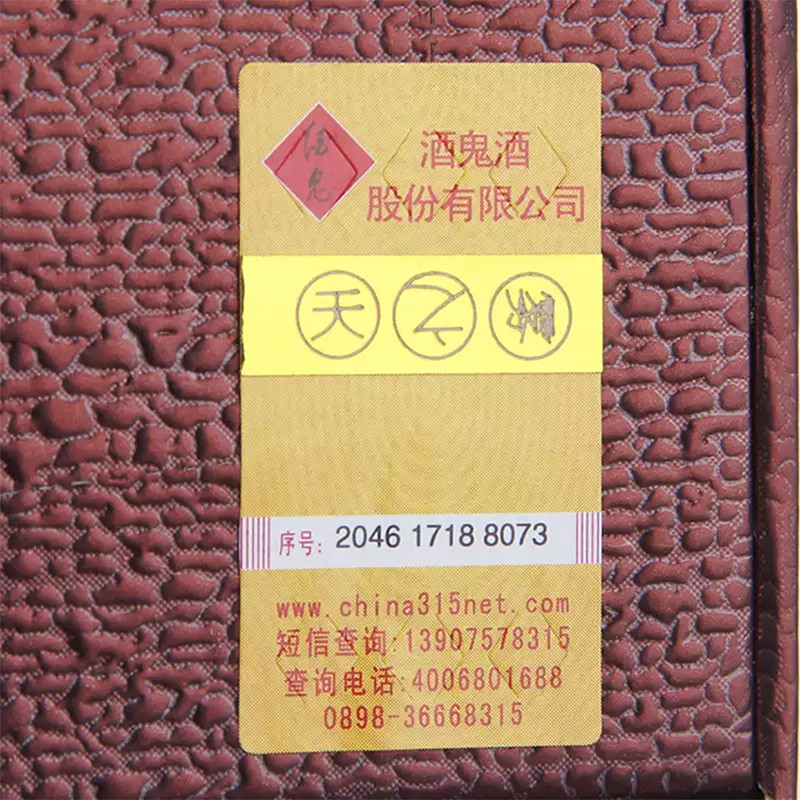 酒鬼酒
股份有限公司
天之
序号: 2046 1718 8073
www.china315net.com
短信查询:13907578315
查询电话:4006801688
0898-36668315